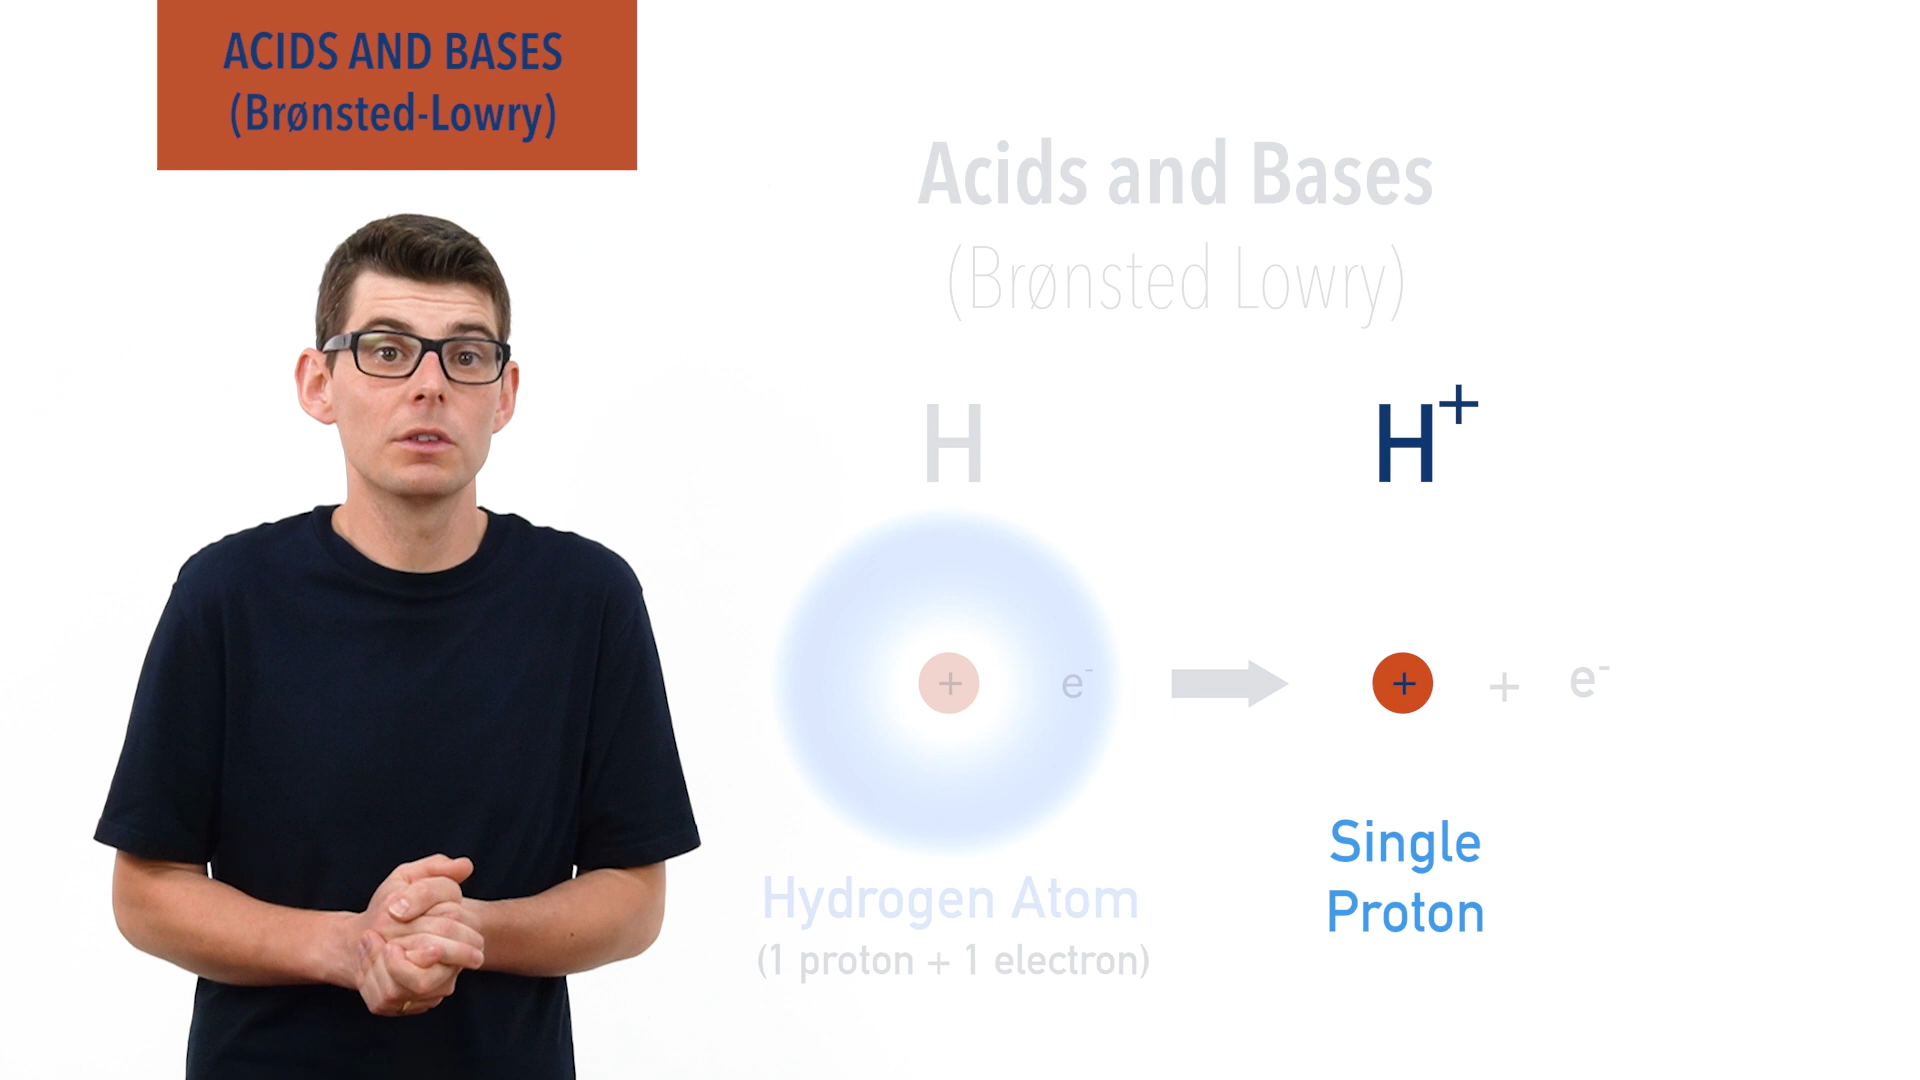 ACIDS AND BASES
(Brønsted-Lowry)
Acids and Bases
(Brønsted Lowry)
H
H⁺
+ e⁻
+ + e⁻
Hydrogen Atom
(1 proton + 1 electron)
Single
Proton